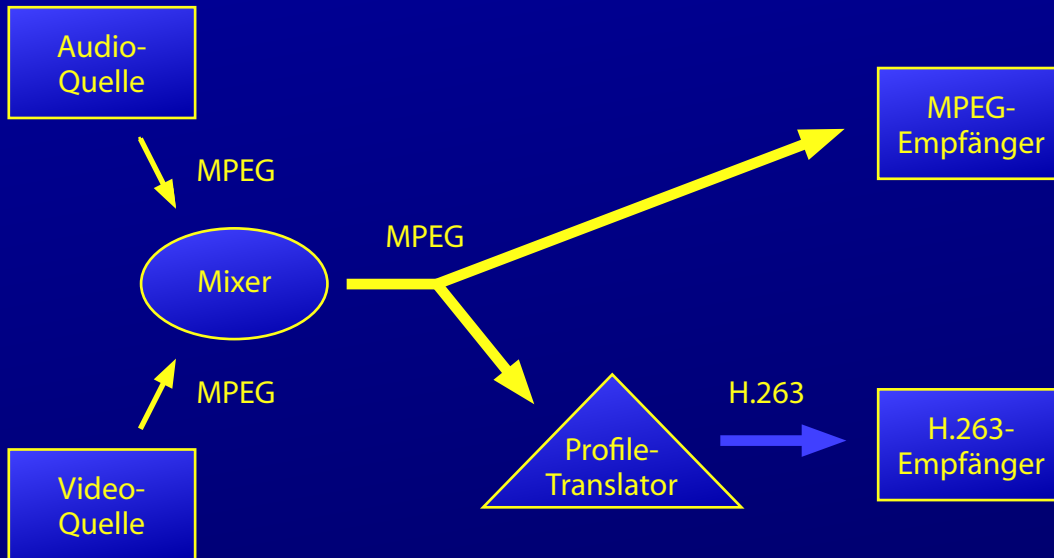 Audio-
Quelle
MPEG
MPEG-
Empfänger
MPEG
Mixer
MPEG
H.263
Profile-
Translator
H.263-
Empfänger
Video-
Quelle